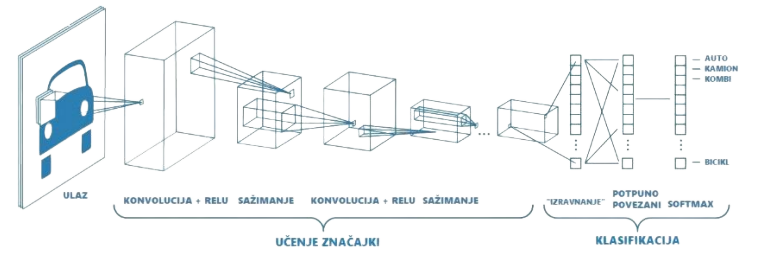 AUTO
KAMION
KOMBI
BICIKL
ULAZ
KONVOLUCIJA + RELU
SAŽIMANJE
KONVOLUCIJA + RELU
SAŽIMANJE
"IZRAVNANJE"
POTPUNO
POVEZANI
SOFTMAX
UČENJE ZNAČAJKI
KLASIFIKACIJA